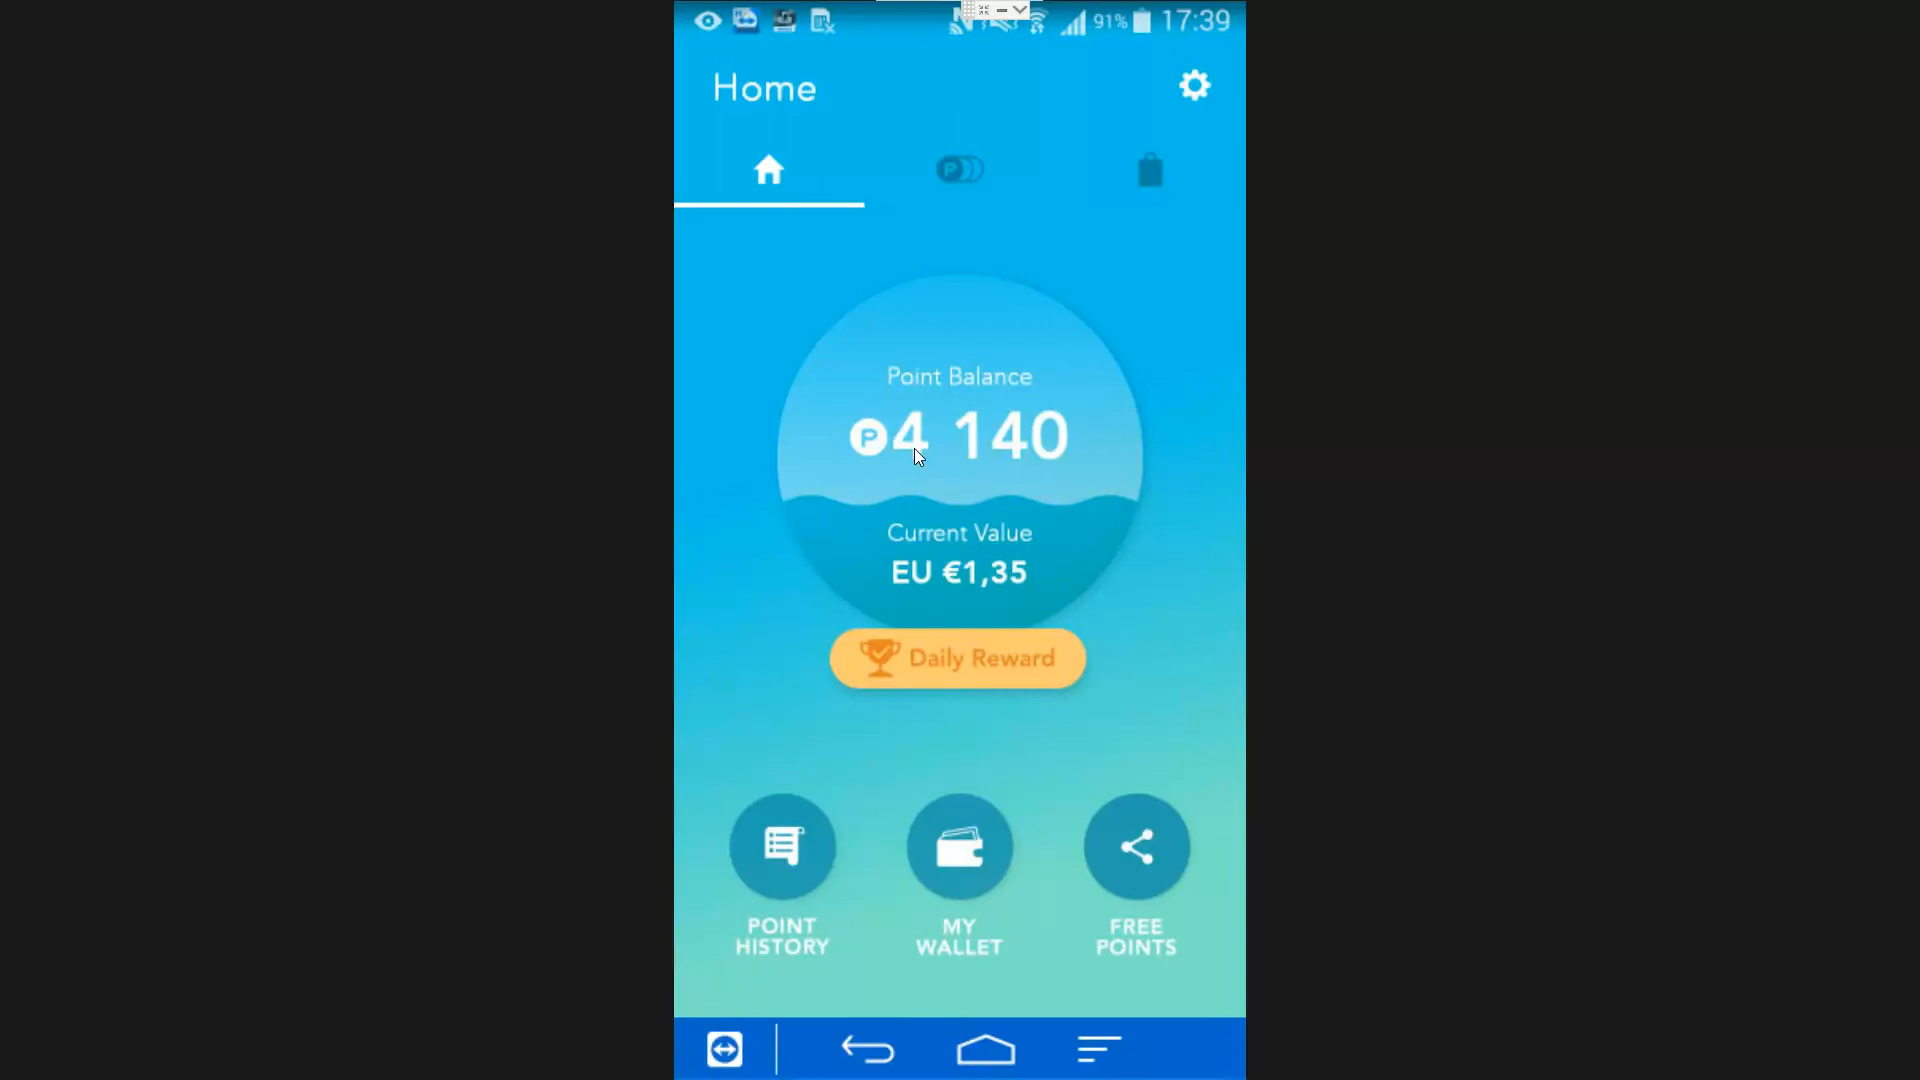 91% 17:39
Home
Point Balance
P4 140
Current Value
EU €1,35
Daily Reward
POINT HISTORY
MY WALLET
FREE POINTS